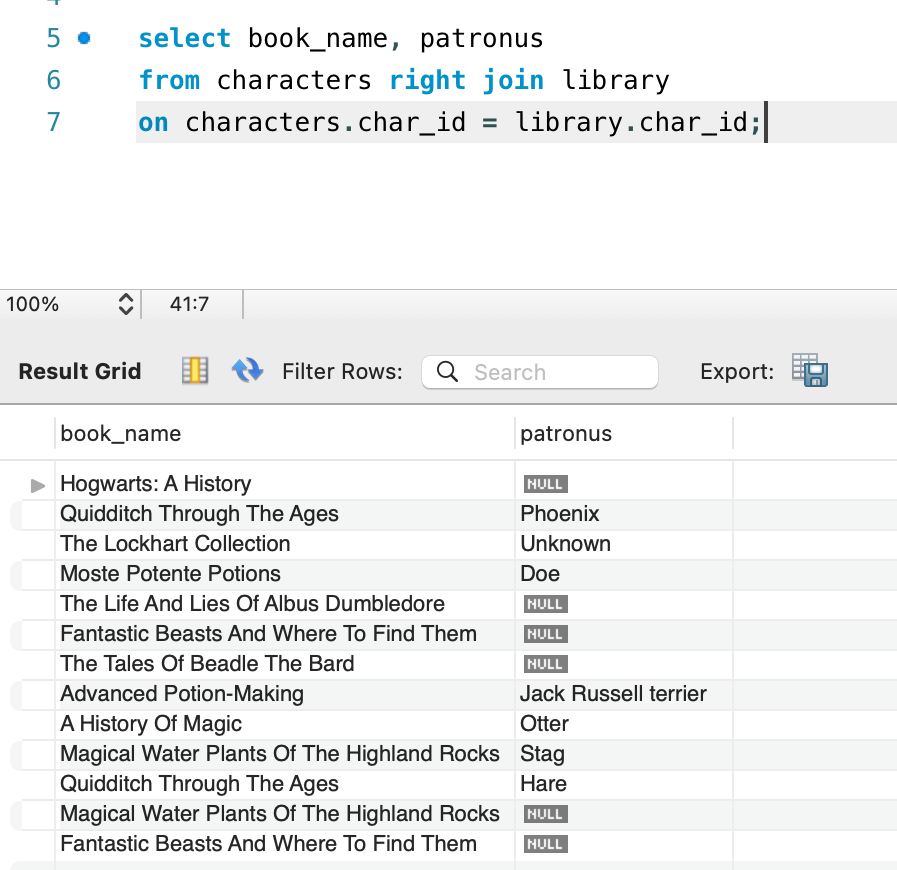 5 select book_name, patronus
6 from characters right join library
7 on characters.char_id = library.char_id;
100% 41:7
Result Grid Filter Rows: Search Export:
book_name patronus
Hogwarts: A History NULL
Quidditch Through The Ages Phoenix
The Lockhart Collection Unknown
Moste Potente Potions Doe
The Life And Lies Of Albus Dumbledore NULL
Fantastic Beasts And Where To Find Them NULL
The Tales Of Beadle The Bard NULL
Advanced Potion-Making Jack Russell terrier
A History Of Magic Otter
Magical Water Plants Of The Highland Rocks Stag
Quidditch Through The Ages Hare
Magical Water Plants Of The Highland Rocks NULL
Fantastic Beasts And Where To Find Them NULL